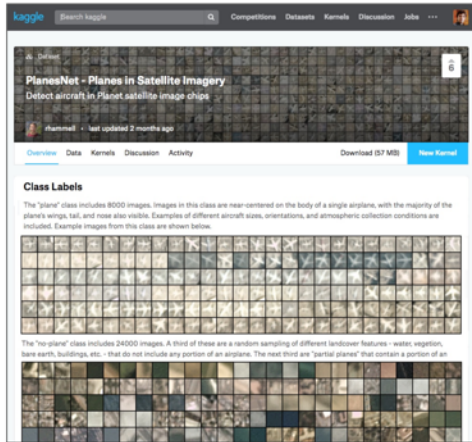 kaggle
Search kaggle
Competitions Datasets Kernels Discussion Jobs ···
Dataset
6
PlanesNet - Planes in Satellite Imagery
Detect aircraft in Planet satellite image chips
rhammell • last updated 2 months ago
Overview Data Kernels Discussion Activity Download (57 MB) New Kernel
Class Labels
The "plane" class includes 8000 images. Images in this class are near-centered on the body of a single airplane, with the majority of the
plane's wings, tail, and nose also visible. Examples of different aircraft sizes, orientations, and atmospheric collection conditions are
included. Example images from this class are shown below.
The "no-plane" class includes 24000 images. A third of these are a random sampling of different landcover features - water, vegetion,
bare earth, buildings, etc. - that do not include any portion of an airplane. The next third are "partial planes" that contain a portion of an